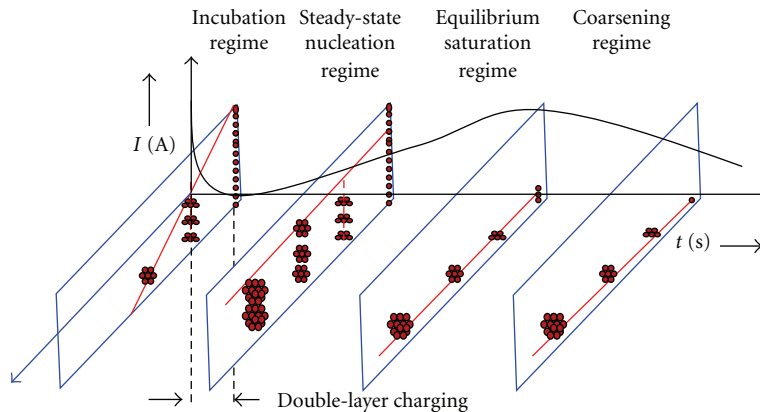 Incubation
regime
Steady-state
nucleation
regime
Equilibrium
saturation
regime
Coarsening
regime
I (A)
t (s)
Double-layer charging